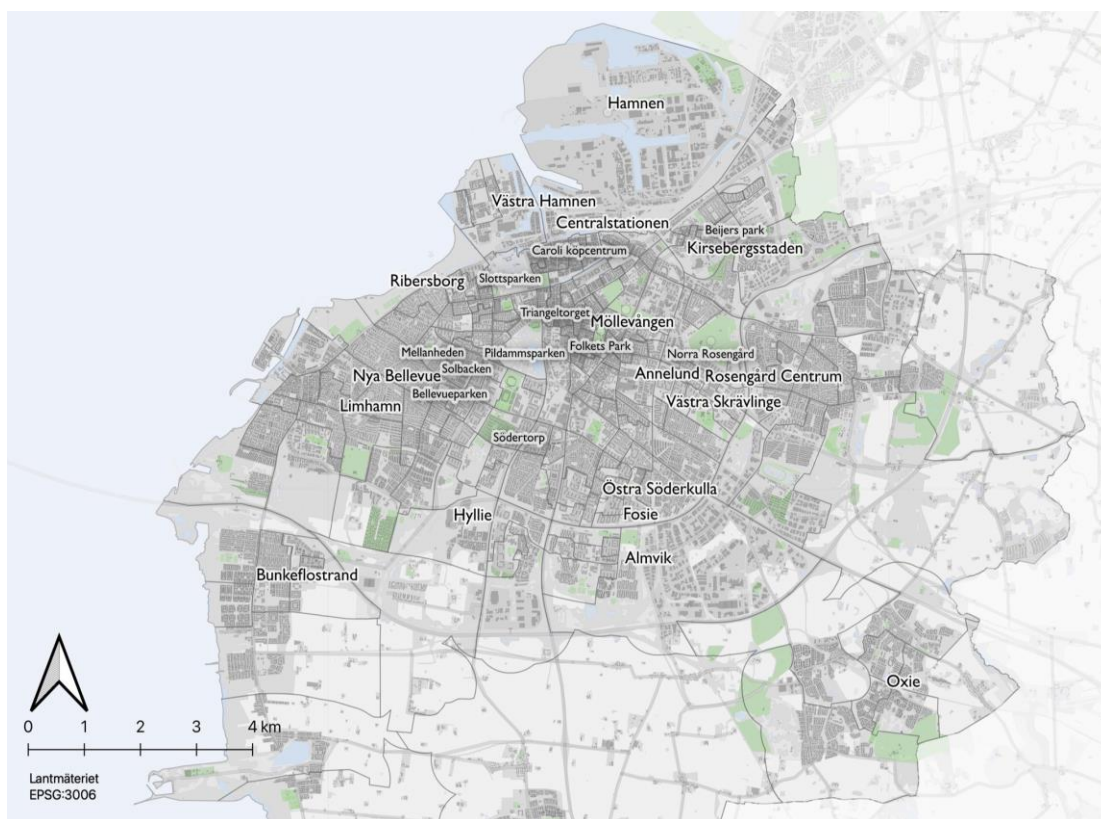 Hamnen
Västra Hamnen
Centralstationen
Beijers park
Kirsebergsstaden
Caroli köpcentrum
Ribersborg
Slottsparken
Triangeltorget
Möllevången
Mellanheden
Pildammsparken
Folkets Park
Norra Rosengård
Solbacken
Nya Bellevue
Annelund
Rosengård Centrum
Bellevueparken
Limhamn
Västra Skrävlinge
Södertorp
Östra Söderkulla
Hyllie
Fosie
Almvik
Bunkeflostrand
Oxie
0 1 2 3 4 km
Lantmäteriet
EPSG:3006